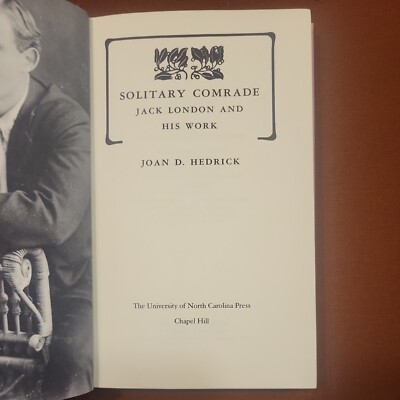 SOLITARY COMRADE
JACK LONDON AND
HIS WORK
JOAN D. HEDRICK
The University of North Carolina Press
Chapel Hill